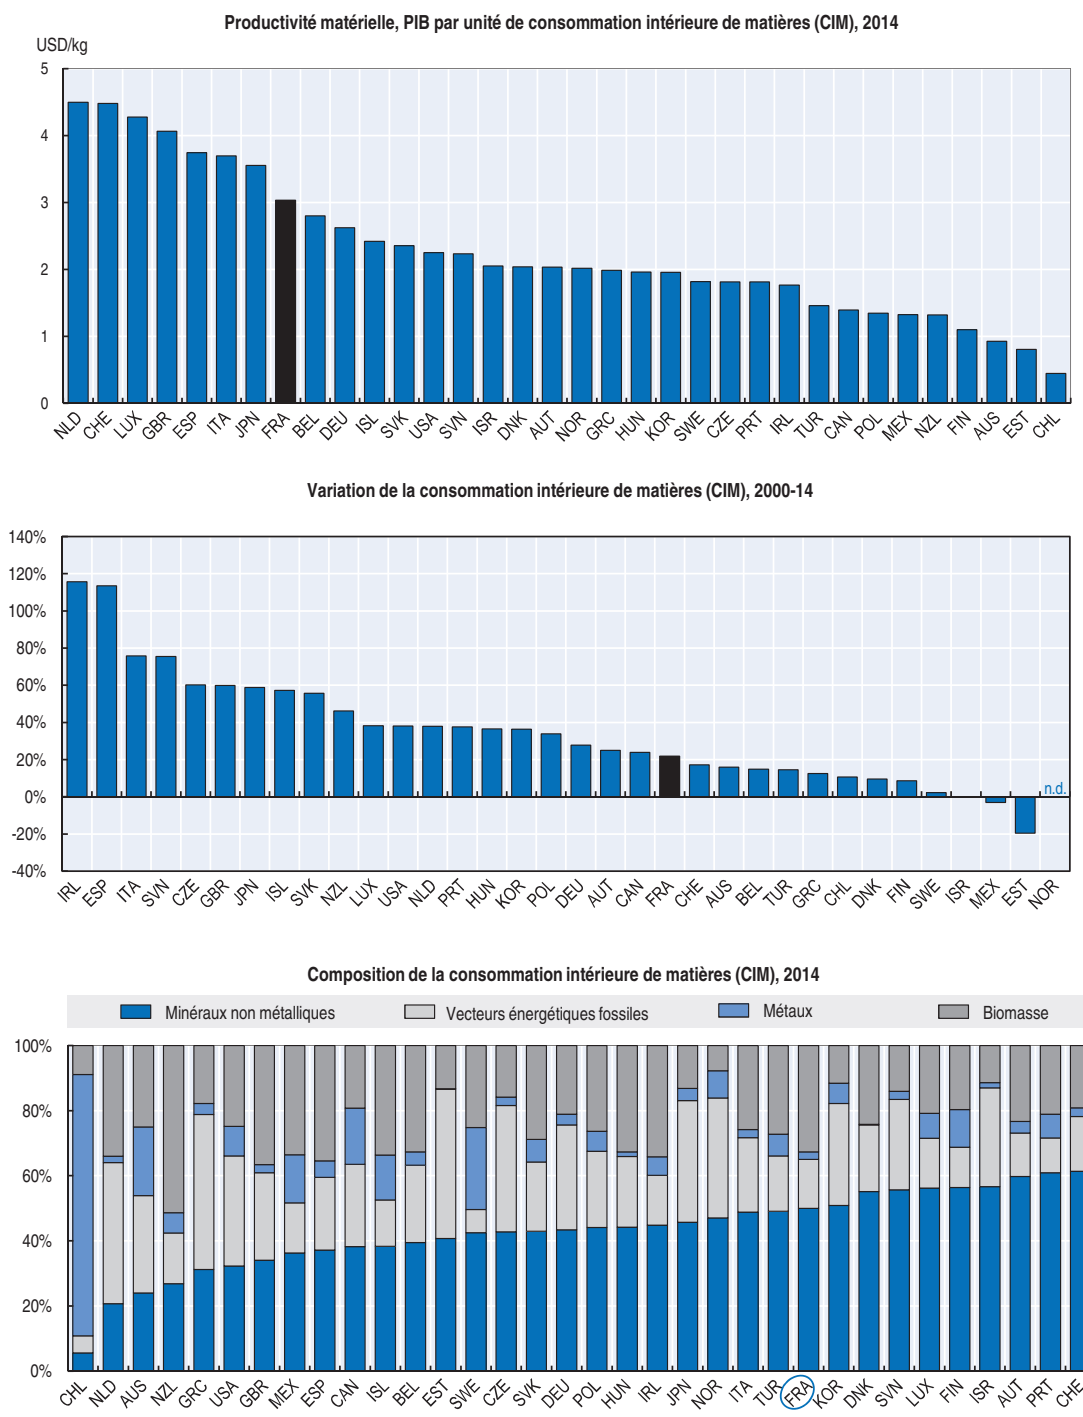 Productivité matérielle, PIB par unité de consommation intérieure de matières (CIM), 2014
USD/kg
5
4
3
2
1
0
NLD CHE LUX GBR ESP ITA JPN FRA BEL DEU ISL SVK USA SVN ISR DNK AUT NOR GRC HUN KOR SWE CZE PRT IRL TUR CAN POL MEX NZL FIN AUS EST CHL
Variation de la consommation intérieure de matières (CIM), 2000-14
140%
120%
100%
80%
60%
40%
20%
0%
-20%
-40%
n.d.
IRL ESP ITA SVN CZE GBR JPN ISL SVK NZL LUX USA NLD PRT HUN KOR POL DEU AUT CAN FRA CHE AUS BEL TUR GRC CHL DNK FIN SWE ISR MEX EST NOR
Composition de la consommation intérieure de matières (CIM), 2014
Minéraux non métalliques Vecteurs énergétiques fossiles Métaux Biomasse
100%
80%
60%
40%
20%
0%
CHL NLD AUS NZL GRC USA GBR MEX ESP CAN ISL BEL EST SWE CZE SVK DEU POL HUN IRL JPN NOR ITA TUR FRA KOR DNK SVN LUX FIN ISR AUT PRT CHE